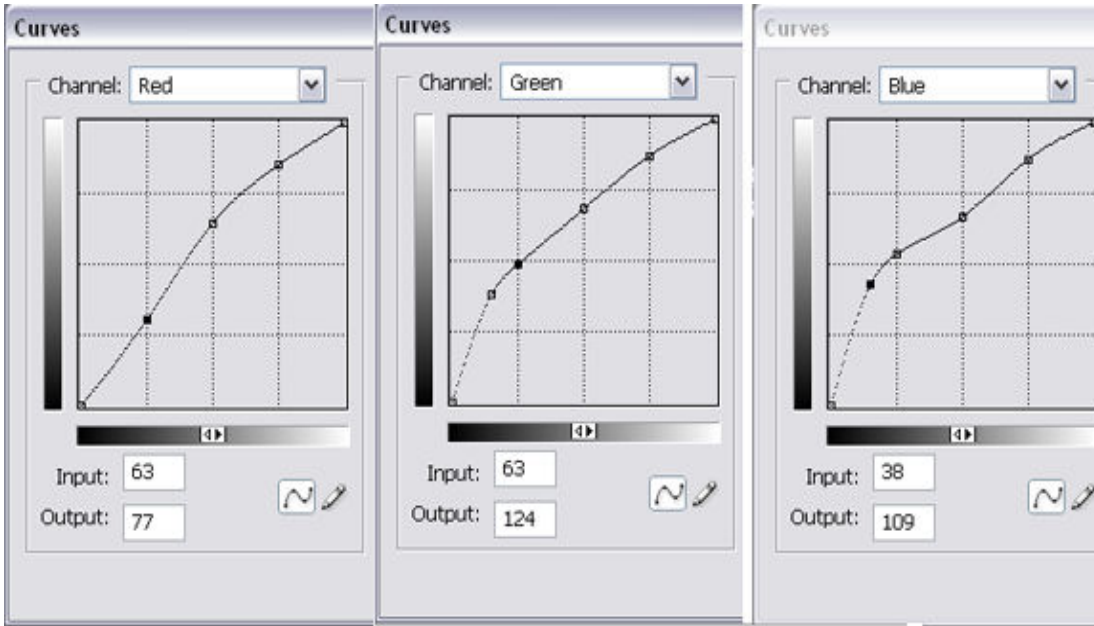 Curves
Channel: Red
Input: 63
Output: 77
Curves
Channel: Green
Input: 63
Output: 124
Curves
Channel: Blue
Input: 38
Output: 109